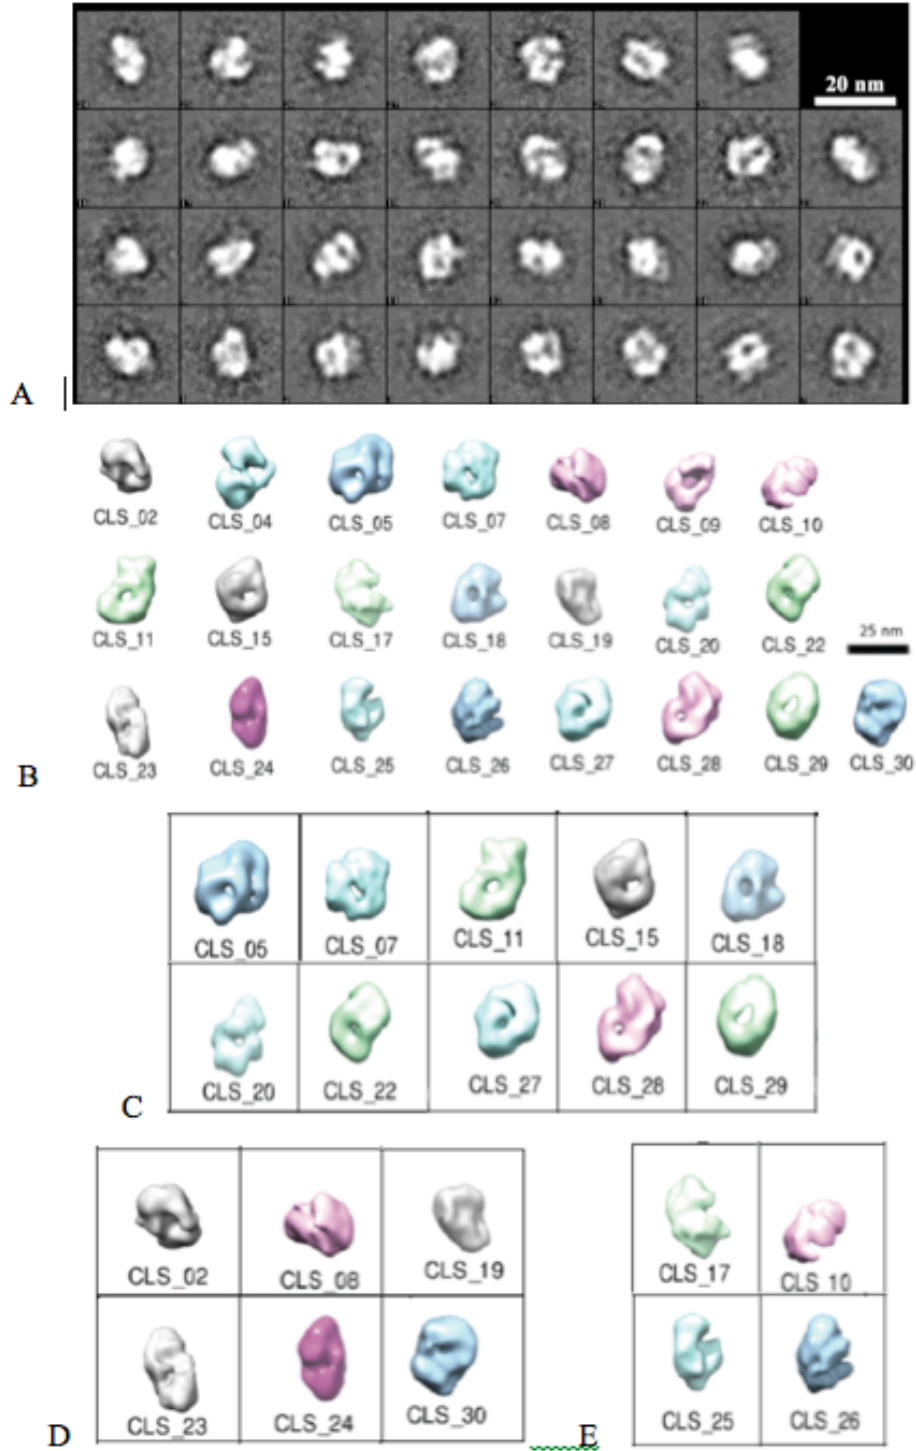 20 nm
A
CLS_02 CLS_04 CLS_05 CLS_07 CLS_08 CLS_09 CLS_10
CLS_11 CLS_15 CLS_17 CLS_18 CLS_19 CLS_20 CLS_22
25 nm
CLS_23 CLS_24 CLS_25 CLS_26 CLS_27 CLS_28 CLS_29 CLS_30
B
CLS_05 CLS_07 CLS_11 CLS_15 CLS_18
CLS_20 CLS_22 CLS_27 CLS_28 CLS_29
C
CLS_02 CLS_08 CLS_19
CLS_23 CLS_24 CLS_30
D
CLS_17 CLS_10
CLS_25 CLS_26
E